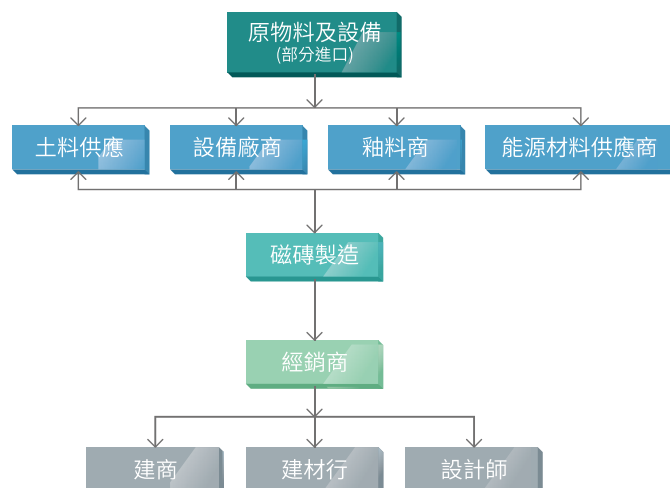 原物料及設備
(部分進口)
土料供應
設備廠商
釉料商
能源材料供應商
磁磚製造
經銷商
建商
建材行
設計師